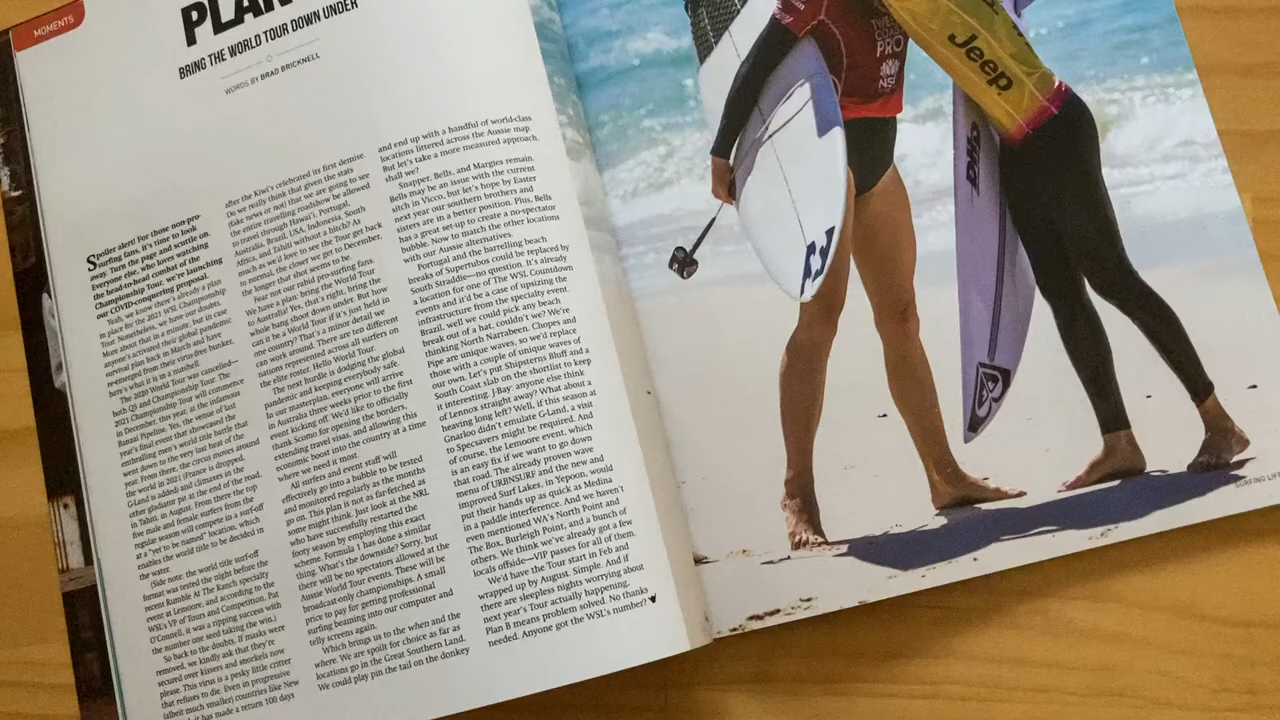 MOMENTS
PLAN
BRING THE WORLD TOUR DOWN UNDER
WORDS BY BRAD BRICKNELL
Spoiler alert! For those non-pro-
surfing fans, it's time to look
away. Turn the page and scuttle on.
Everyone else, who loves watching
the head-to-head combat of the
Championship Tour, we're launching
our COVID-conquering proposal.
Yeah, we know there's already a plan
in place for the 2021 WSL Championship
Tour. Nonetheless, we have our doubts.
More about that in a minute, but in case
anyone's activated their global pandemic
survival plan back in March and have
re-emerged from their virus-free bunker,
here's what it is in a nutshell.
The 2020 World Tour was cancelled—
both QS and Championship Tour. The
2021 Championship Tour will commence
in December, this year, at the infamous
Banzai Pipeline. Yes, the venue of last
year's final event that showcased the
enthralling men's world title battle that
went down to the very last heat of the
year. From there, the circus moves around
the world in 2021 (France is dropped,
G-Land is added) and climaxes in the
other gladiator pit at the end of the road,
in Tahiti, in August. From there the top
five male and female surfers from the
regular season will compete in a surf-off
at a "yet to be named" location, which
enables the world title to be decided in
the water.
(Side note: the world title surf-off
format was tested the night before the
recent Rumble At The Ranch specialty
event at Lemoore, and according to the
WSL's VP of Tours and Competition, Pat
O'Connell, it was a ripping success with
the number one seed taking the win.)
So back to the doubts. If masks were
removed, we kindly ask that they're
secured over kisses and snorkels now
please. This virus is a pesky little critter
that refuses to die. Even in progressive
(albeit much smaller) countries like New
it has made a return 100 days
after the Kiwi's celebrated its first demise.
Do we really think that given the stats
(fake news or not) that we are going to see
the entire travelling roadshow be allowed
to travel through Hawai'i, Portugal,
Australia, Brazil, USA, Indonesia, South
Africa, and Tahiti without a hitch? As
much as we'd love to see the Tour get back
to normal, the closer we get to December,
the longer that shot seems to be.
Fear not our rabid pro-surfing fans.
We have a plan: bring the World Tour
to Australia! Yes, that's right, bring the
whole bang shoot down under. But how
can it be a World Tour if it's just held in
one country? That's a minor detail we
can work around. There are ten different
nations represented across all surfers on
the elite roster. Hello World Tour.
The next hurdle is dodging the global
pandemic and keeping everybody safe.
In our masterplan, everyone will arrive
in Australia three weeks prior to the first
event kicking off. We'd like to officially
thank Scomo for opening the borders,
extending travel visas, and allowing this
economic boost into the country at a time
where we need it most.
All surfers and event staff will
effectively go into a bubble to be tested
and monitored regularly as the months
go on. This plan is not as far-fetched as
some might think. Just look at the NRL
who have successfully restarted the
footy season by employing this exact
scheme. Formula 1 has done a similar
thing. What's the downside? Sorry, but
there will be no spectators allowed at the
Aussie World Tour events. These will be
broadcast-only championships. A small
price to pay for getting professional
surfing beaming into our computer and
telly screens again.
Which brings us to the when and the
where. We are spoilt for choice as far as
locations go in the Great Southern Land.
We could play pin the tail on the donkey
and end up with a handful of world-class
locations littered across the Aussie map.
But let's take a more measured approach,
shall we?
Snapper, Bells, and Margies remain.
Bells may be an issue with the current
sitch in Vicco, but let's hope by Easter
next year our southern brothers and
sisters are in a better position. Plus, Bells
has a great set-up to create a no-spectator
bubble. Now to match the other locations
with our Aussie alternatives.
Portugal and the barrelling beach
breaks of Supertubos could be replaced by
South Straddie—no question. It's already
a location for one of The WSL Countdown
events and it'd be a case of upsizing the
infrastructure from the specialty event.
Brazil, well we could pick any beach
break out of a hat, couldn't we? We're
thinking North Narrabeen. Chopes and
Pipe are unique waves, so we'd replace
those with a couple of unique waves of
our own. Let's put Shipsterns Bluff and a
South Coast slab on the shortlist to keep
it interesting. J-Bay: anyone else think
of Lennox straight away? What about a
heaving long left? Well, if this season at
Gnarloo didn't emulate G-Land, a visit
to Specsavers might be required. And
of course, the Lemoore event, which
is an easy fix if we want to go down
that road. The already proven wave
menu of URBNSURF and the new and
improved Surf Lakes, in Yepoon, would
put their hands up as quick as Medina
in a paddle interference. And we haven't
even mentioned WA's North Point and
The Box, Burleigh Point, and a bunch of
others. We think we've already got a few
locals offside—VIP passes for all of them.
We'd have the Tour start in Feb and
wrapped up by August. Simple. And if
there are sleepless nights worrying about
next year's Tour actually happening,
Plan B means problem solved. No thanks
needed. Anyone got the WSL's number?
TWEED
COAST
PRO
NSW
Jeep
SURFING LIFE